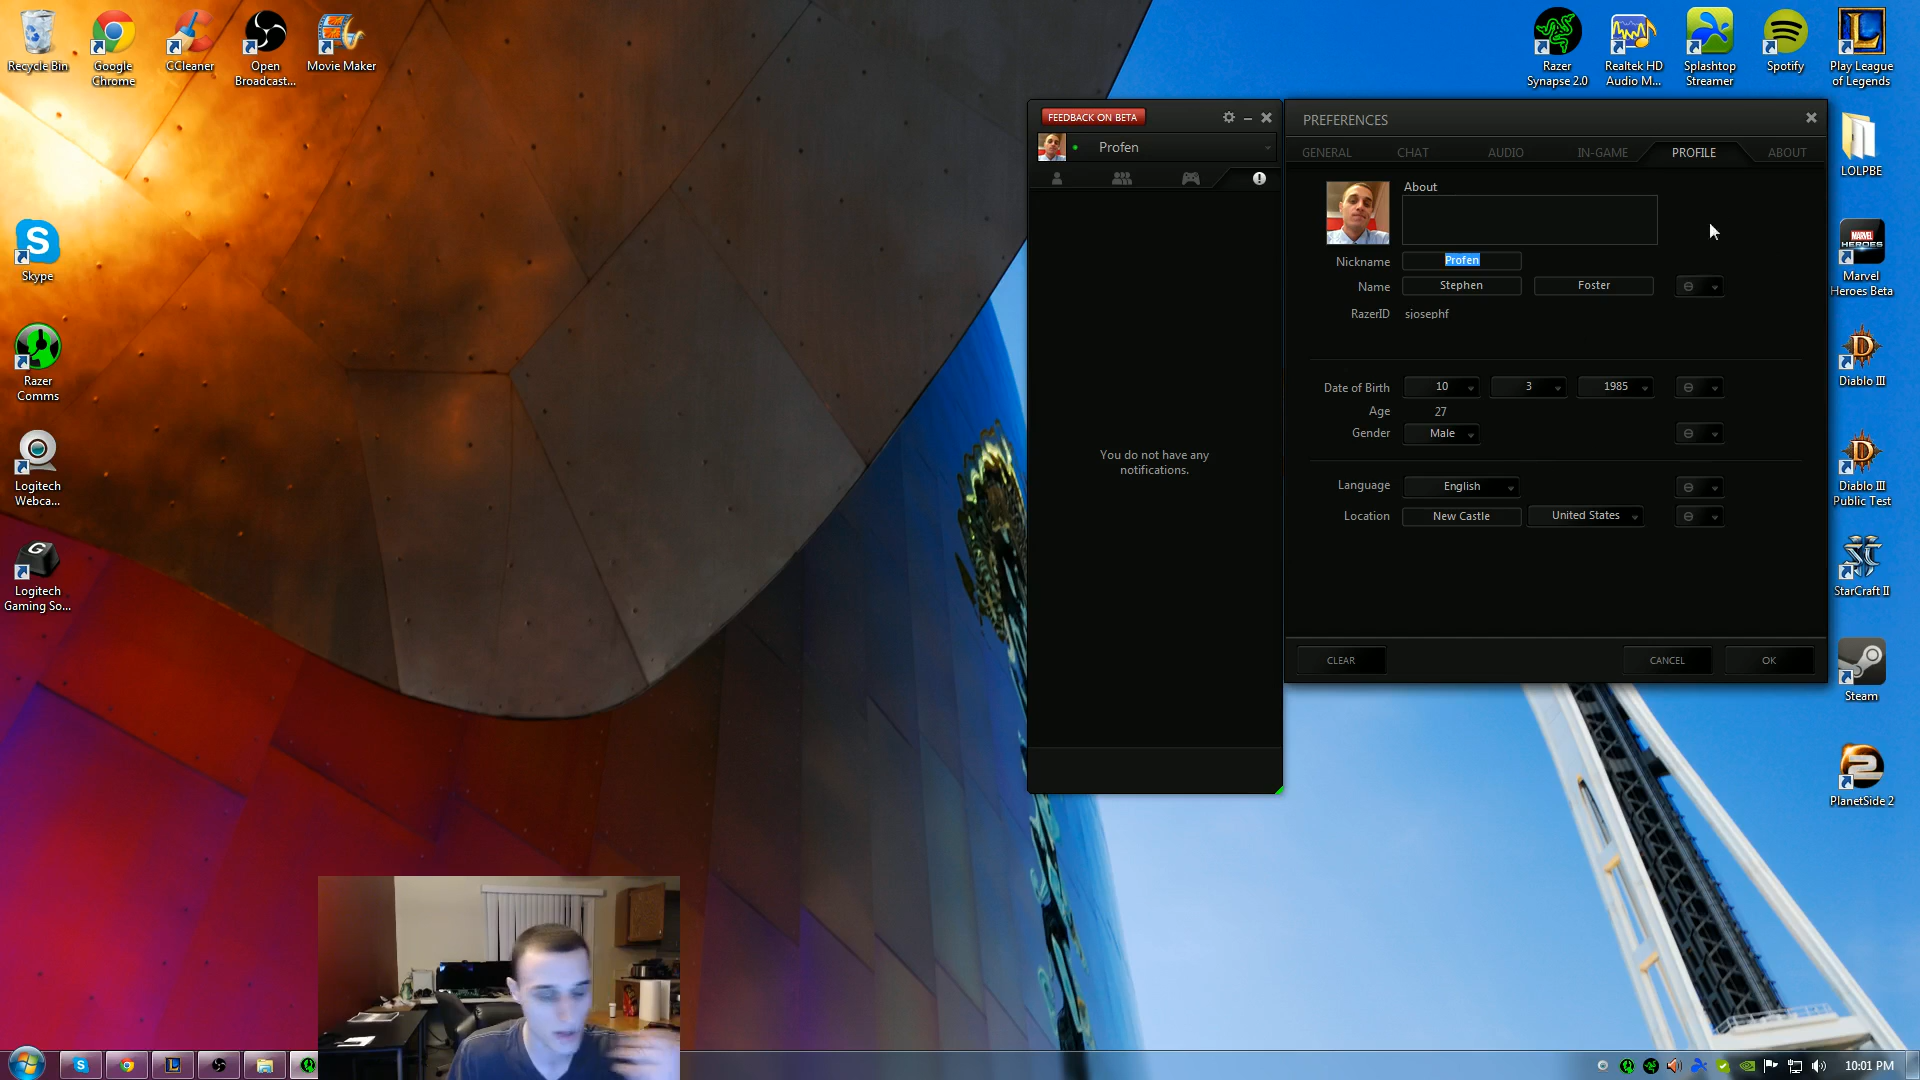 Recycle Bin
Google
Chrome
CCleaner
Open
Broadcast...
Movie Maker
Razer
Synapse 2.0
Realtek HD
Audio M...
Splashtop
Streamer
Spotify
Play League
of Legends
FEEDBACK ON BETA
Profen
You do not have any
notifications.
PREFERENCES
GENERAL
CHAT
AUDIO
IN-GAME
PROFILE
ABOUT
About
Nickname
Profen
Name
Stephen
Foster
RazerID
sjosephf
Date of Birth
10
3
1985
Age
27
Gender
Male
Language
English
Location
New Castle
United States
CLEAR
CANCEL
OK
LOLPBE
MARVEL
HEROES
Marvel
Heroes Beta
Diablo III
Diablo III
Public Test
StarCraft II
Steam
PlanetSide 2
Skype
Razer
Comms
Logitech
Webca...
Logitech
Gaming So...
10:01 PM